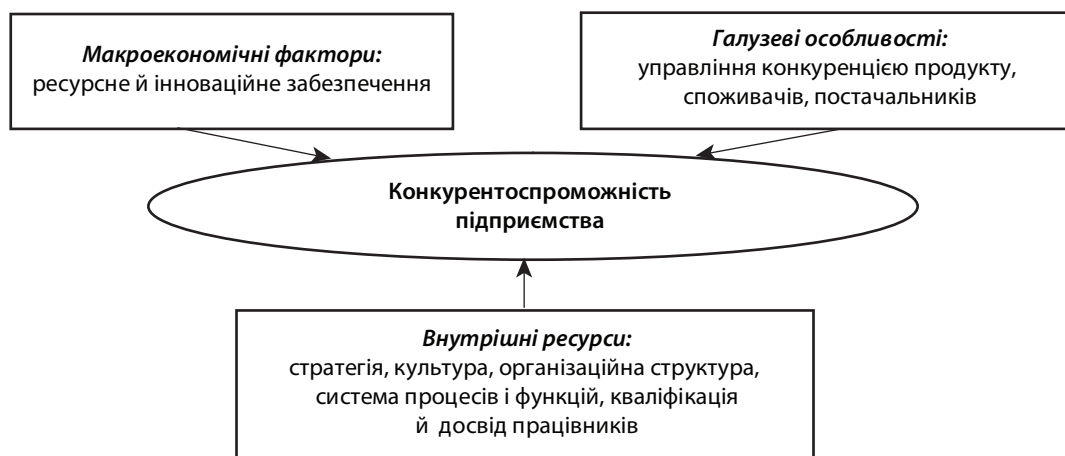 Макроекономічні фактори:
ресурсне й інноваційне забезпечення
Галузеві особливості:
управління конкуренцією продукту,
споживачів, постачальників
Конкурентоспроможність
підприємства
Внутрішні ресурси:
стратегія, культура, організаційна структура,
система процесів і функцій, кваліфікація
й досвід працівників